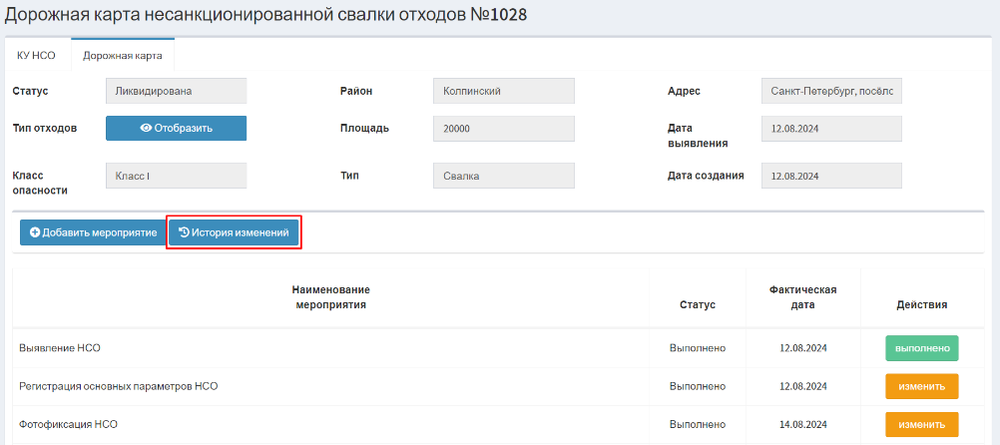 Дорожная карта несанкционированной свалки отходов №1028
КУ НСО Дорожная карта
Статус Ликвидирована Район Колпинский Адрес Санкт-Петербург, посёло
Тип отходов Отобразить Площадь 20000 Дата
выявления 12.08.2024
Класс
опасности Класс I Тип Свалка Дата создания 12.08.2024
Добавить мероприятие История изменений
Наименование
мероприятия Статус Фактическая
дата Действия
Выявление НСО Выполнено 12.08.2024 выполнено
Регистрация основных параметров НСО Выполнено 12.08.2024 изменить
Фотофиксация НСО Выполнено 14.08.2024 изменить